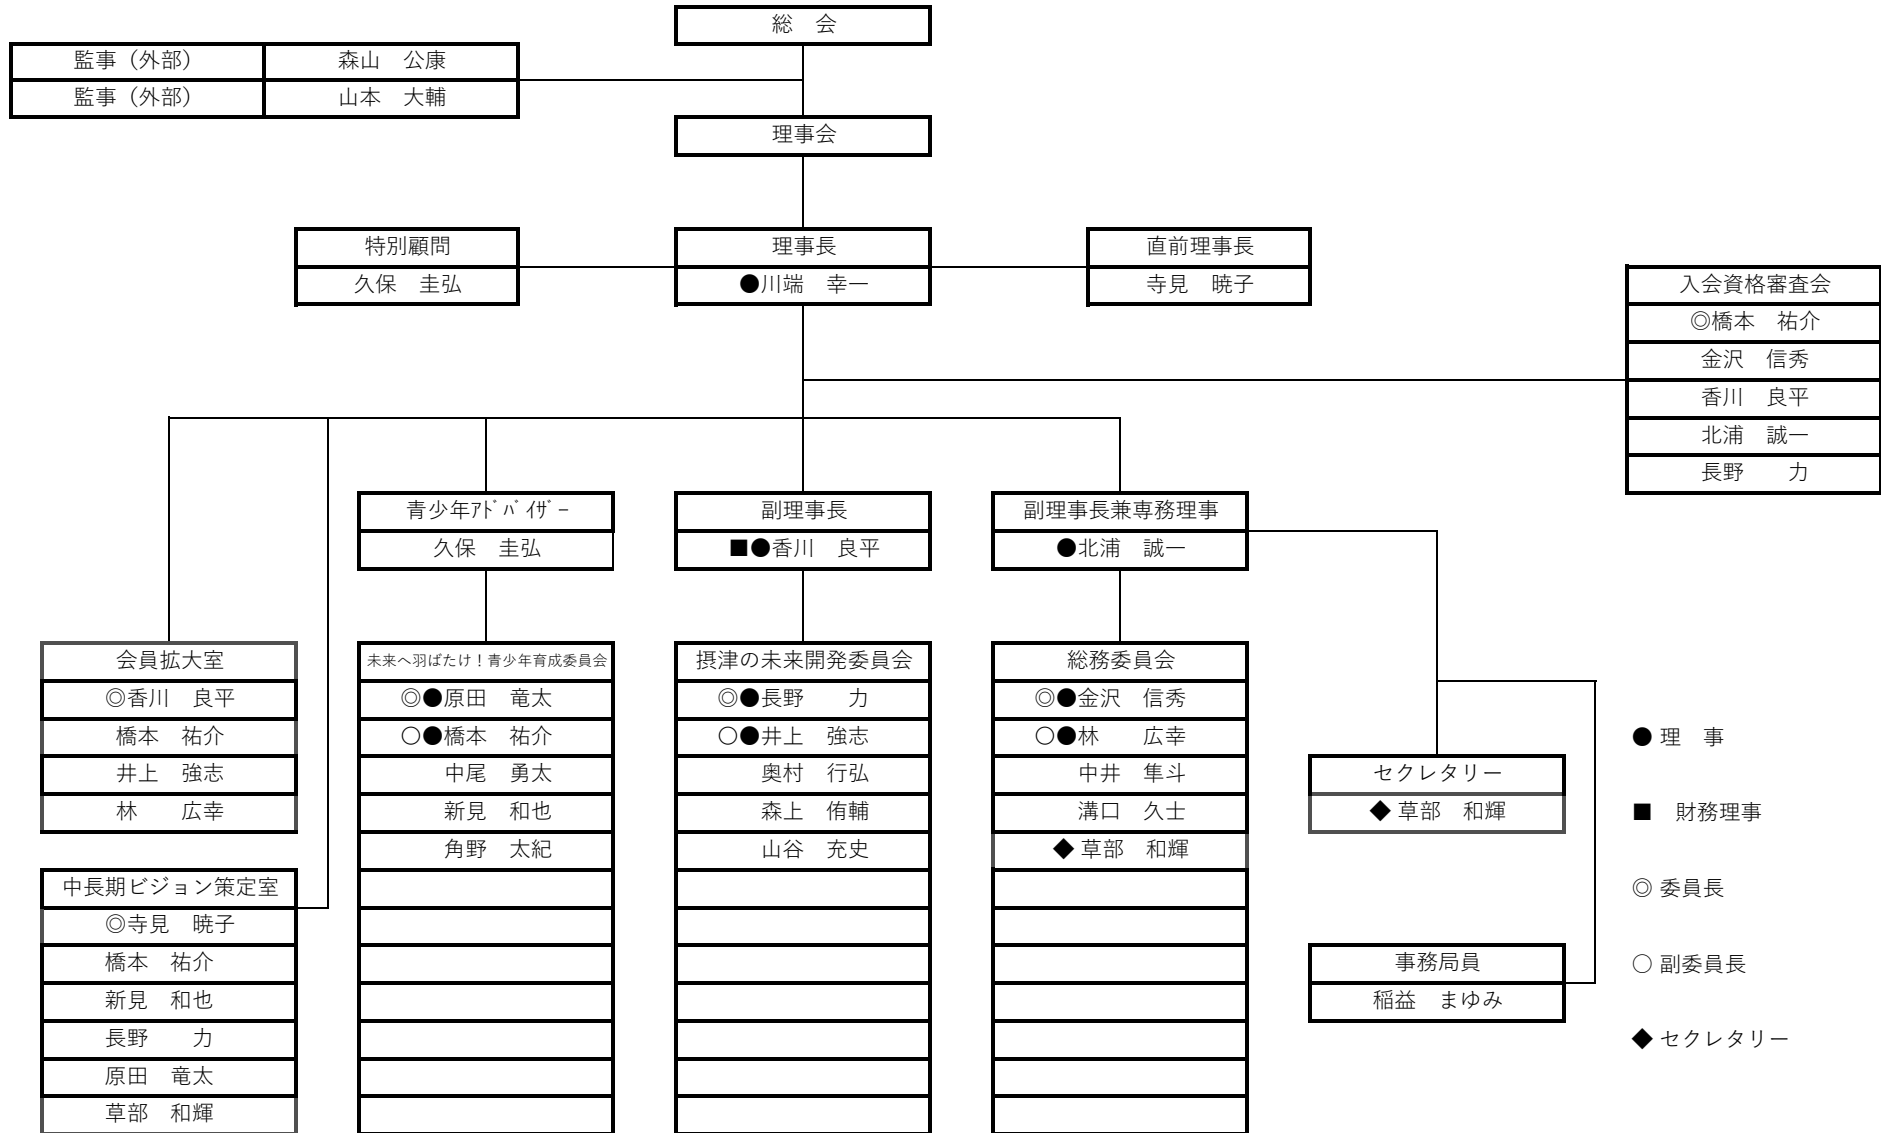 総　会
監事（外部）　森山　公康
監事（外部）　山本　大輔
理事会
特別顧問
久保　圭弘
理事長
●川端　幸一
直前理事長
寺見　暁子
入会資格審査会
◎橋本　祐介
金沢　信秀
香川　良平
北浦　誠一
長野　　力
青少年ｱﾄﾞﾊﾞｲｻﾞｰ
久保　圭弘
副理事長
■●香川　良平
副理事長兼専務理事
●北浦　誠一
会員拡大室
◎香川　良平
橋本　祐介
井上　強志
林　　広幸
中長期ビジョン策定室
◎寺見　暁子
橋本　祐介
新見　和也
長野　　力
原田　竜太
草部　和輝
未来へ羽ばたけ！青少年育成委員会
◎●原田　竜太
○●橋本　祐介
中尾　勇太
新見　和也
角野　太紀
摂津の未来開発委員会
◎●長野　　力
○●井上　強志
奥村　行弘
森上　侑輔
山谷　充史
総務委員会
◎●金沢　信秀
○●林　　広幸
中井　隼斗
溝口　久士
◆ 草部　和輝
セクレタリー
◆ 草部　和輝
事務局員
稲益　まゆみ
● 理　事
■　財務理事
◎ 委員長
○ 副委員長
◆ セクレタリー